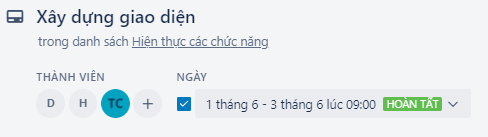 Xây dựng giao diện
trong danh sách Hiện thực các chức năng
THÀNH VIÊN NGÀY
D H TC + 1 tháng 6 - 3 tháng 6 lúc 09:00 HOÀN TẤT